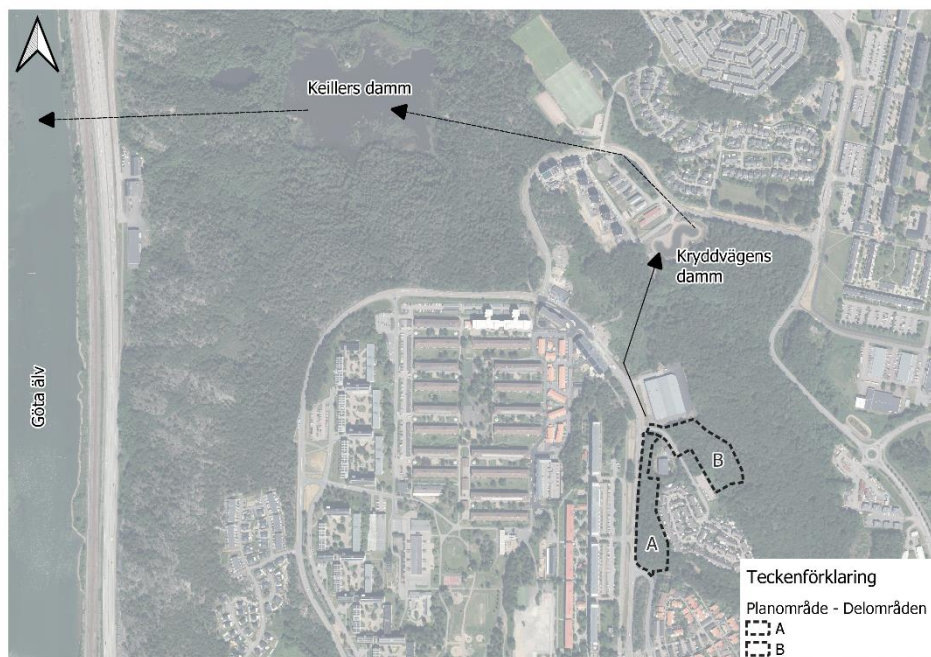 Keillers damm
Kryddvägens
damm
Göta älv
B
A
Teckenförklaring
Planområde - Delområden
A
B